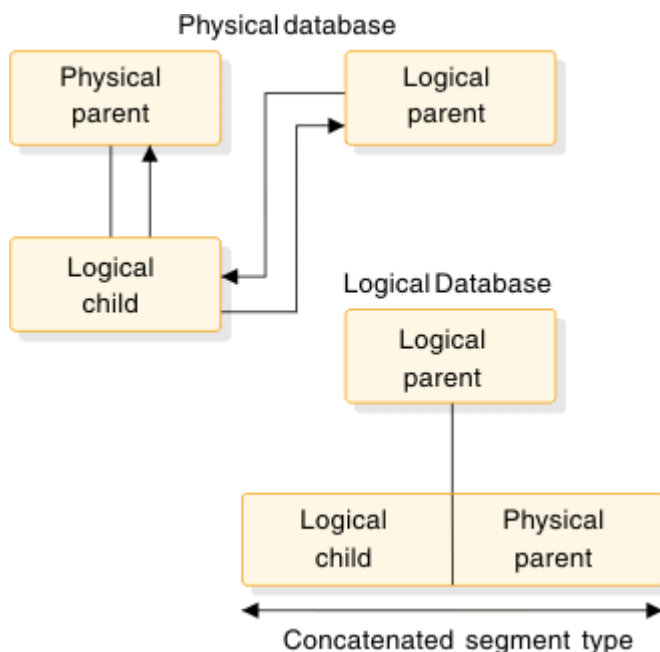 Physical database
Physical
parent
Logical
parent
Logical
child
Logical Database
Logical
parent
Logical
child
Physical
parent
Concatenated segment type